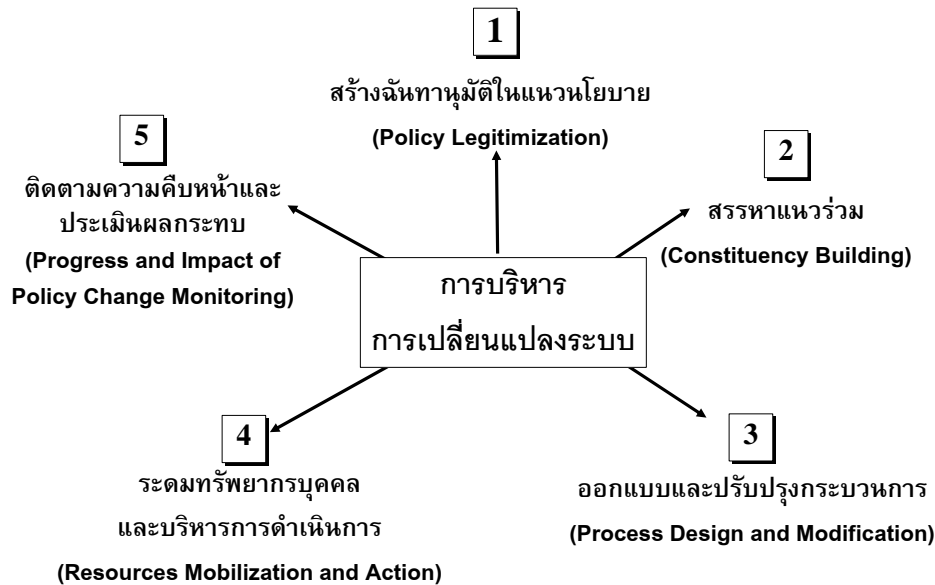 1
สร้างฉันทานุมัติในแนวนโยบาย
(Policy Legitimization)
2
สรรหาแนวร่วม
(Constituency Building)
3
ออกแบบและปรับปรุงกระบวนการ
(Process Design and Modification)
4
ระดมทรัพยากรบุคคล
และบริหารการดำเนินการ
(Resources Mobilization and Action)
5
ติดตามความคืบหน้าและ
ประเมินผลกระทบ
(Progress and Impact of
Policy Change Monitoring)
การบริหาร
การเปลี่ยนแปลงระบบ